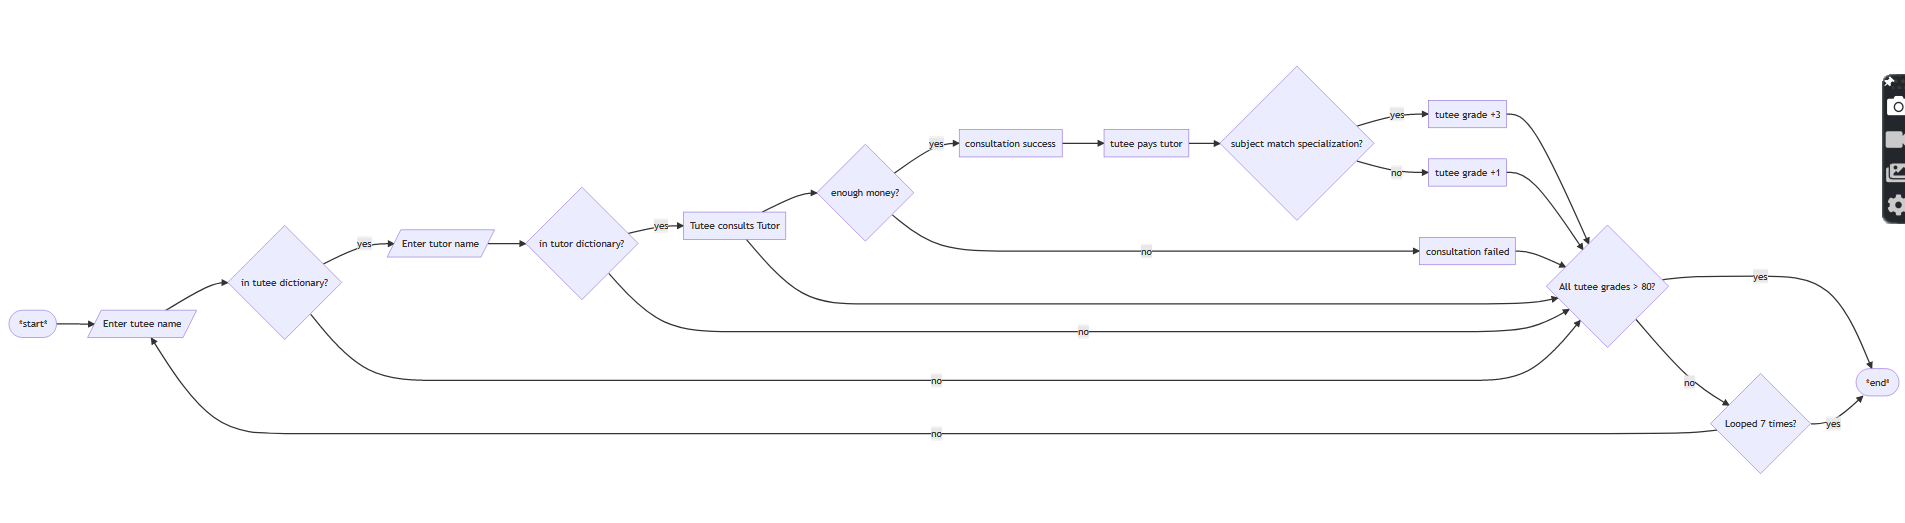 *start*
Enter tutee name
in tutee dictionary?
yes
Enter tutor name
in tutor dictionary?
yes
Tutee consults Tutor
enough money?
yes
consultation success
tutee pays tutor
subject match specialization?
yes
tutee grade +3
no
tutee grade +1
no
consultation failed
no
no
All tutee grades > 80?
yes
no
Looped 7 times?
yes
no
*end*